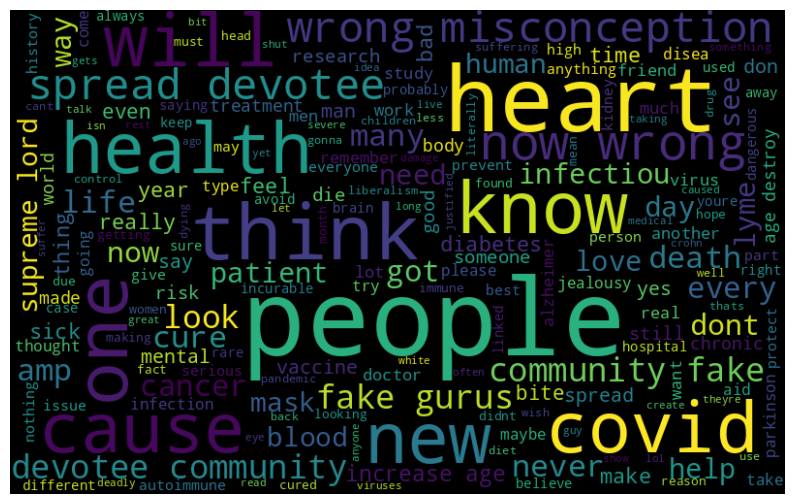 history always bit must head shut come gets idea
will
wrong misconception
way
suffering something
research high time disea
spread devotee
bad human anything friend used don
study probably
even saying treatment men man work live less
heart
see away
health
talk isn rest ago yet keep children severe gonna
many
now wrong
literally kidney taking drug mean
world control may everyone remember body much
supreme lord
life year type feel avoid die liberalism need
prevent found virus infectiou
lyme dangerous age destroy
think
know
justified caused youre hope medical
day person another
thing going really getting dying let month brain long good damage
now say sure suffer
diabetes someone crohn well part right
love death
made due give patient got try lot please
incurable immune best linked alzheimer
jealousy yes every
one
people
risk look
real still dont
case women great making
sick cure
thought mental fact rare
white often
hospital chronic protect
amp
serious vaccine pandemic doctor
community fake
want
cancer
nothing issue infection
mask fake gurus bite spread aid theyre parkinson
back looking didnt wish create
cause
blood
new
covid
eye anyone diet maybe guy
devotee community increase age never make help
use
different deadly autoimmune read cured viruses believe show lol reason take
cant thats